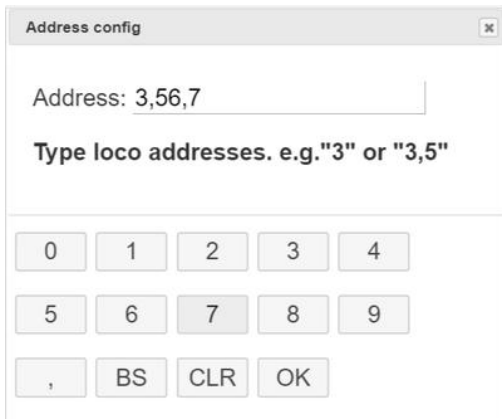 Address config
Address: 3,56,7
Type loco addresses. e.g."3" or "3,5"
0 1 2 3 4
5 6 7 8 9
, BS CLR OK